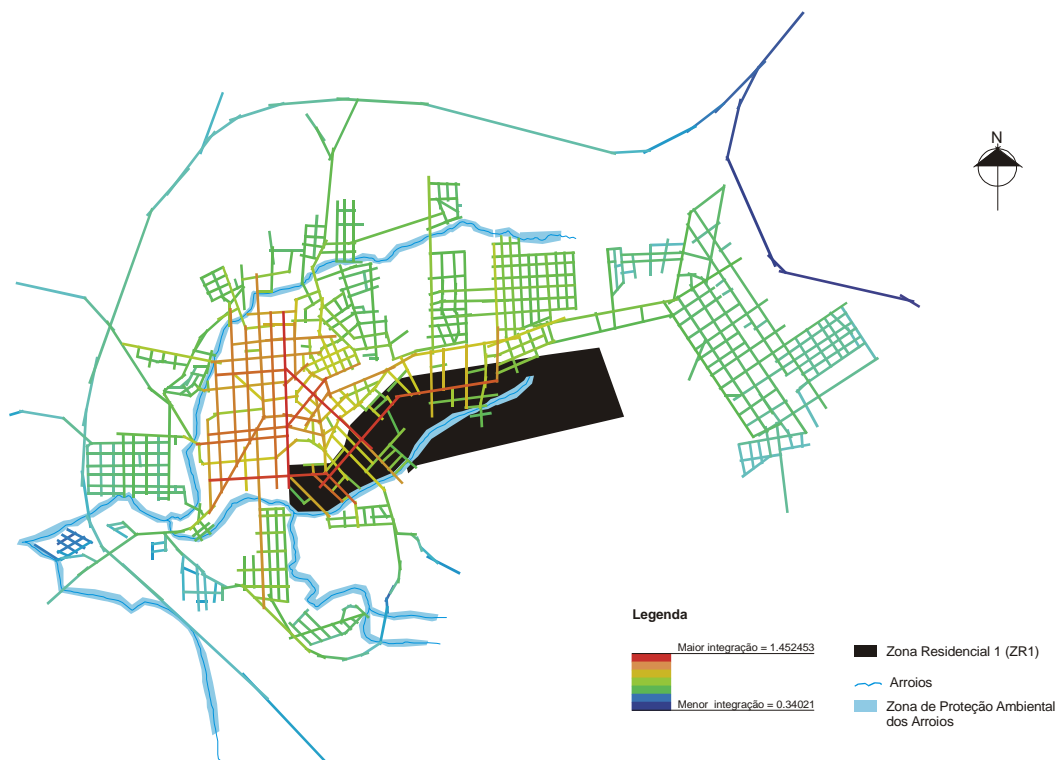 N
Legenda
Maior integração = 1.452453
Menor integração = 0.34021
Zona Residencial 1 (ZR1)
Arroios
Zona de Proteção Ambiental
dos Arroios